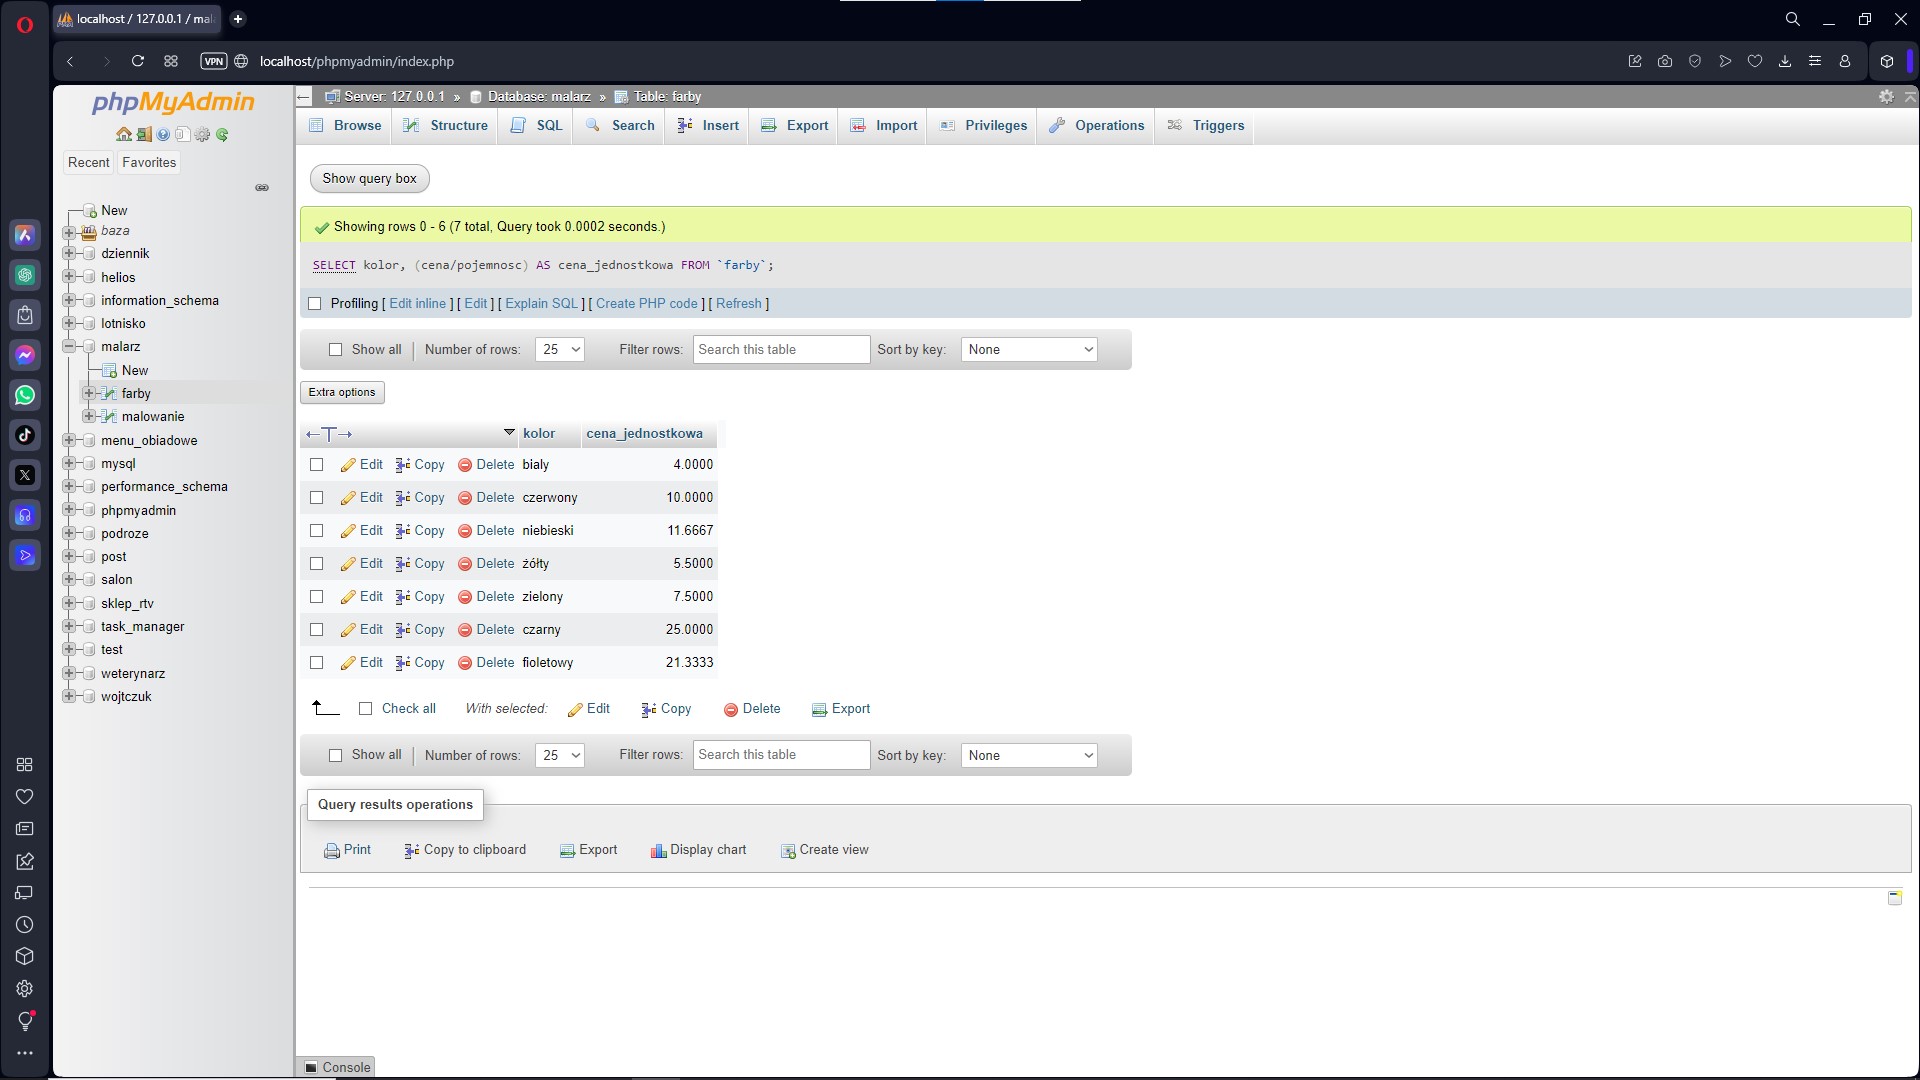 localhost / 127.0.0.1 / mal
VPN localhost/phpmyadmin/index.php
phpMyAdmin
Recent Favorites
New
baza
dziennik
helios
information_schema
lotnisko
malarz
New
farby
malowanie
menu_obiadowe
mysql
performance_schema
phpmyadmin
podroze
post
salon
sklep_rtv
task_manager
test
weterynarz
wojtczuk
Server: 127.0.0.1 » Database: malarz » Table: farby
Browse Structure SQL Search Insert Export Import Privileges Operations Triggers
Show query box
Showing rows 0 - 6 (7 total, Query took 0.0002 seconds.)
SELECT kolor, (cena/pojemnosc) AS cena_jednostkowa FROM `farby`;
Profiling [ Edit inline ] [ Edit ] [ Explain SQL ] [ Create PHP code ] [ Refresh ]
Show all Number of rows: 25 Filter rows: Search this table Sort by key: None
Extra options
←T→ kolor cena_jednostkowa
Edit Copy Delete bialy 4.0000
Edit Copy Delete czerwony 10.0000
Edit Copy Delete niebieski 11.6667
Edit Copy Delete żółty 5.5000
Edit Copy Delete zielony 7.5000
Edit Copy Delete czarny 25.0000
Edit Copy Delete fioletowy 21.3333
Check all With selected: Edit Copy Delete Export
Show all Number of rows: 25 Filter rows: Search this table Sort by key: None
Query results operations
Print Copy to clipboard Export Display chart Create view
Console